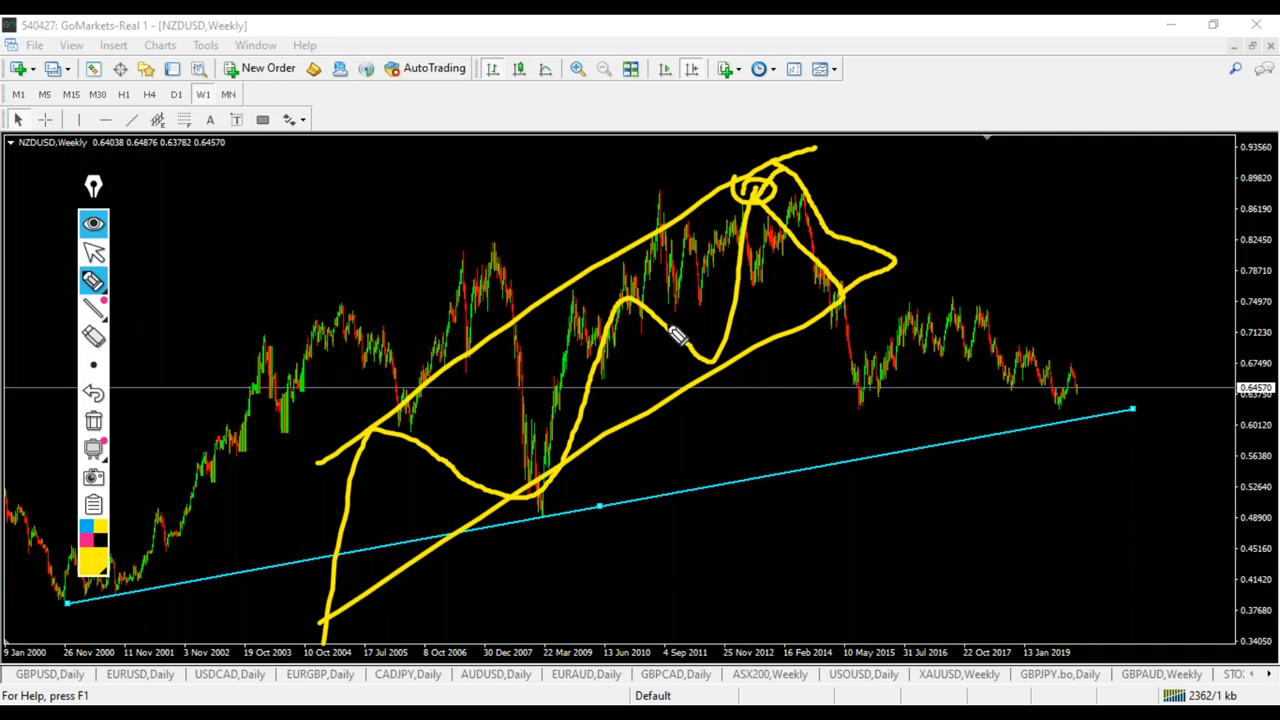 540427: GoMarkets-Real 1 - [NZDUSD,Weekly]
File View Insert Charts Tools Window Help
New Order AutoTrading
M1 M5 M15 M30 H1 H4 D1 W1 MN
NZDUSD,Weekly 0.64038 0.64876 0.63782 0.64570
0.93560
0.89820
0.86190
0.82450
0.78710
0.74970
0.71230
0.67490
0.64570
0.63750
0.60120
0.56380
0.52640
0.48900
0.45160
0.41420
0.37680
0.34050
9 Jan 2000 26 Nov 2000 11 Nov 2001 3 Nov 2002 19 Oct 2003 10 Oct 2004 17 Jul 2005 8 Oct 2006 30 Dec 2007 22 Mar 2009 13 Jun 2010 4 Sep 2011 25 Nov 2012 16 Feb 2014 10 May 2015 31 Jul 2016 22 Oct 2017 13 Jan 2019
GBPUSD,Daily EURUSD,Daily USDCAD,Daily EURGBP,Daily CADJPY,Daily AUDUSD,Daily EURAUD,Daily GBPCAD,Daily ASX200,Weekly USOUSD,Daily XAUUSD,Weekly GBPJPY.bo,Daily GBPAUD,Weekly STO
For Help, press F1 Default 2362/1 kb